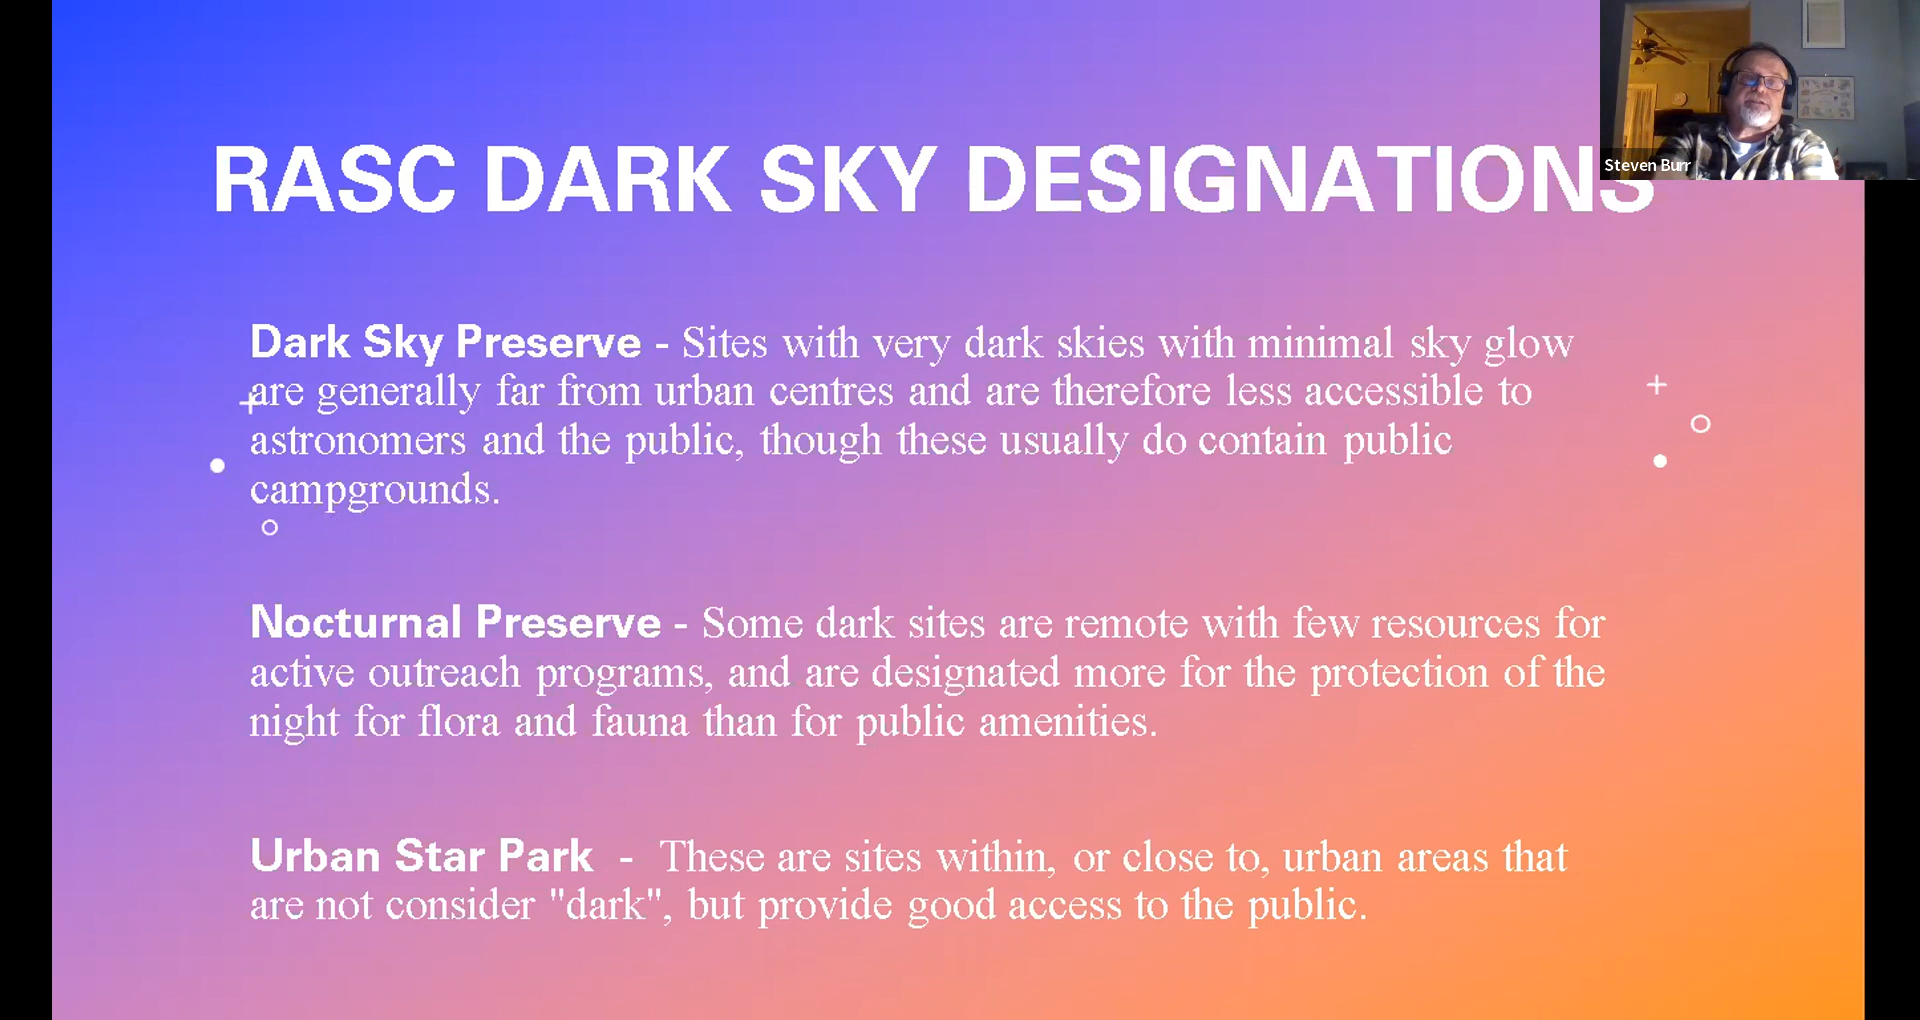 RASC DARK SKY DESIGNATIONS
Steven Burr
Dark Sky Preserve - Sites with very dark skies with minimal sky glow
are generally far from urban centres and are therefore less accessible to
astronomers and the public, though these usually do contain public
campgrounds.
Nocturnal Preserve - Some dark sites are remote with few resources for
active outreach programs, and are designated more for the protection of the
night for flora and fauna than for public amenities.
Urban Star Park - These are sites within, or close to, urban areas that
are not consider "dark", but provide good access to the public.